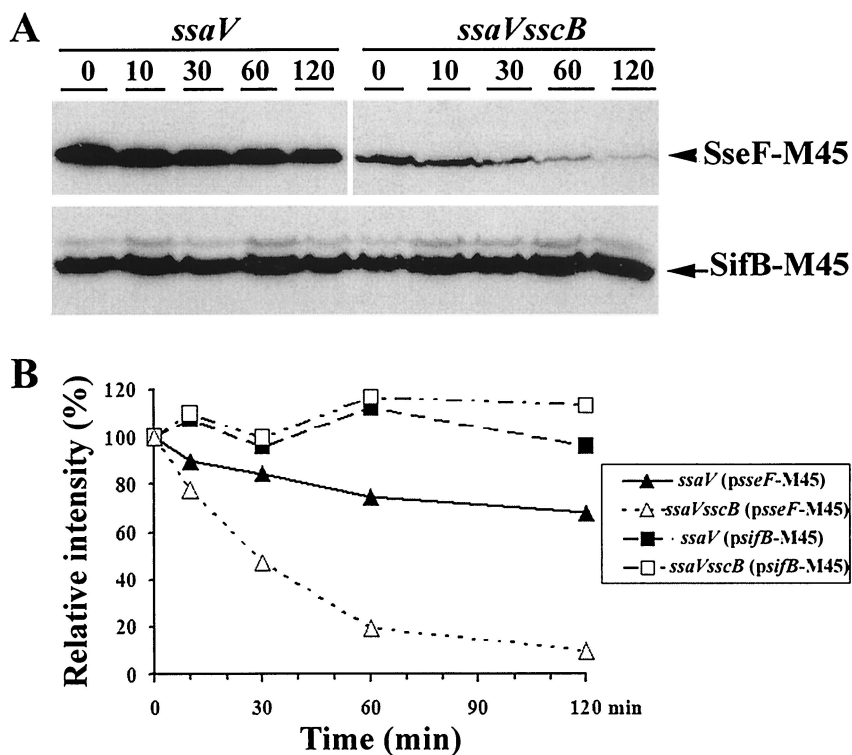 A
ssaV ssaVsscB
0 10 30 60 120 0 10 30 60 120
SseF-M45
SifB-M45
B
Relative intensity (%)
120
100
80
60
40
20
0
0 30 60 90 120 min
Time (min)
ssaV (psseF-M45)
ssaVsscB (psseF-M45)
ssaV (psifB-M45)
ssaVsscB (psifB-M45)